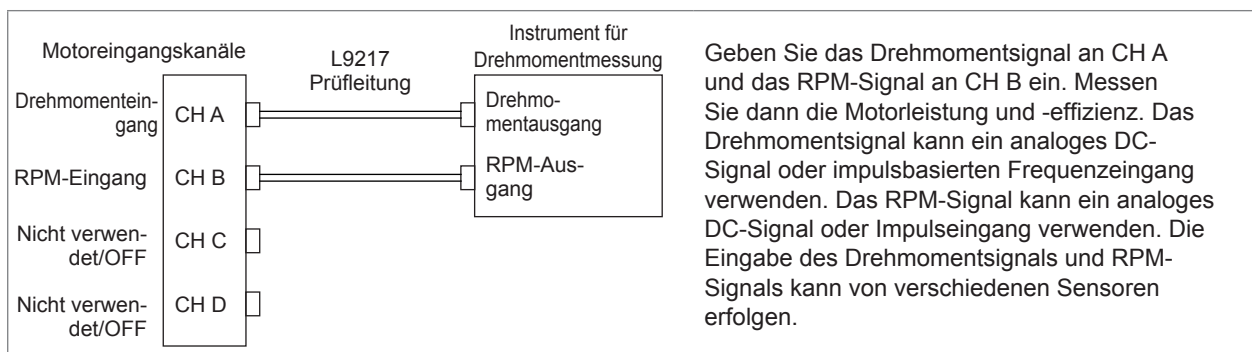 Motoreingangskanäle
Drehmomentein-
gang
CH A
RPM-Eingang
CH B
Nicht verwen-
det/OFF
CH C
Nicht verwen-
det/OFF
CH D
L9217
Prüfleitung
Instrument für
Drehmomentmessung
Drehmo-
mentausgang
RPM-Aus-
gang
Geben Sie das Drehmomentsignal an CH A
und das RPM-Signal an CH B ein. Messen
Sie dann die Motorleistung und -effizienz. Das
Drehmomentsignal kann ein analoges DC-
Signal oder impulsbasierten Frequenzeingang
verwenden. Das RPM-Signal kann ein analoges
DC-Signal oder Impulseingang verwenden. Die
Eingabe des Drehmomentsignals und RPM-
Signals kann von verschiedenen Sensoren
erfolgen.